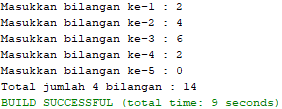 Masukkan bilangan ke-1 : 2
Masukkan bilangan ke-2 : 4
Masukkan bilangan ke-3 : 6
Masukkan bilangan ke-4 : 2
Masukkan bilangan ke-5 : 0
Total jumlah 4 bilangan : 14
BUILD SUCCESSFUL (total time: 9 seconds)